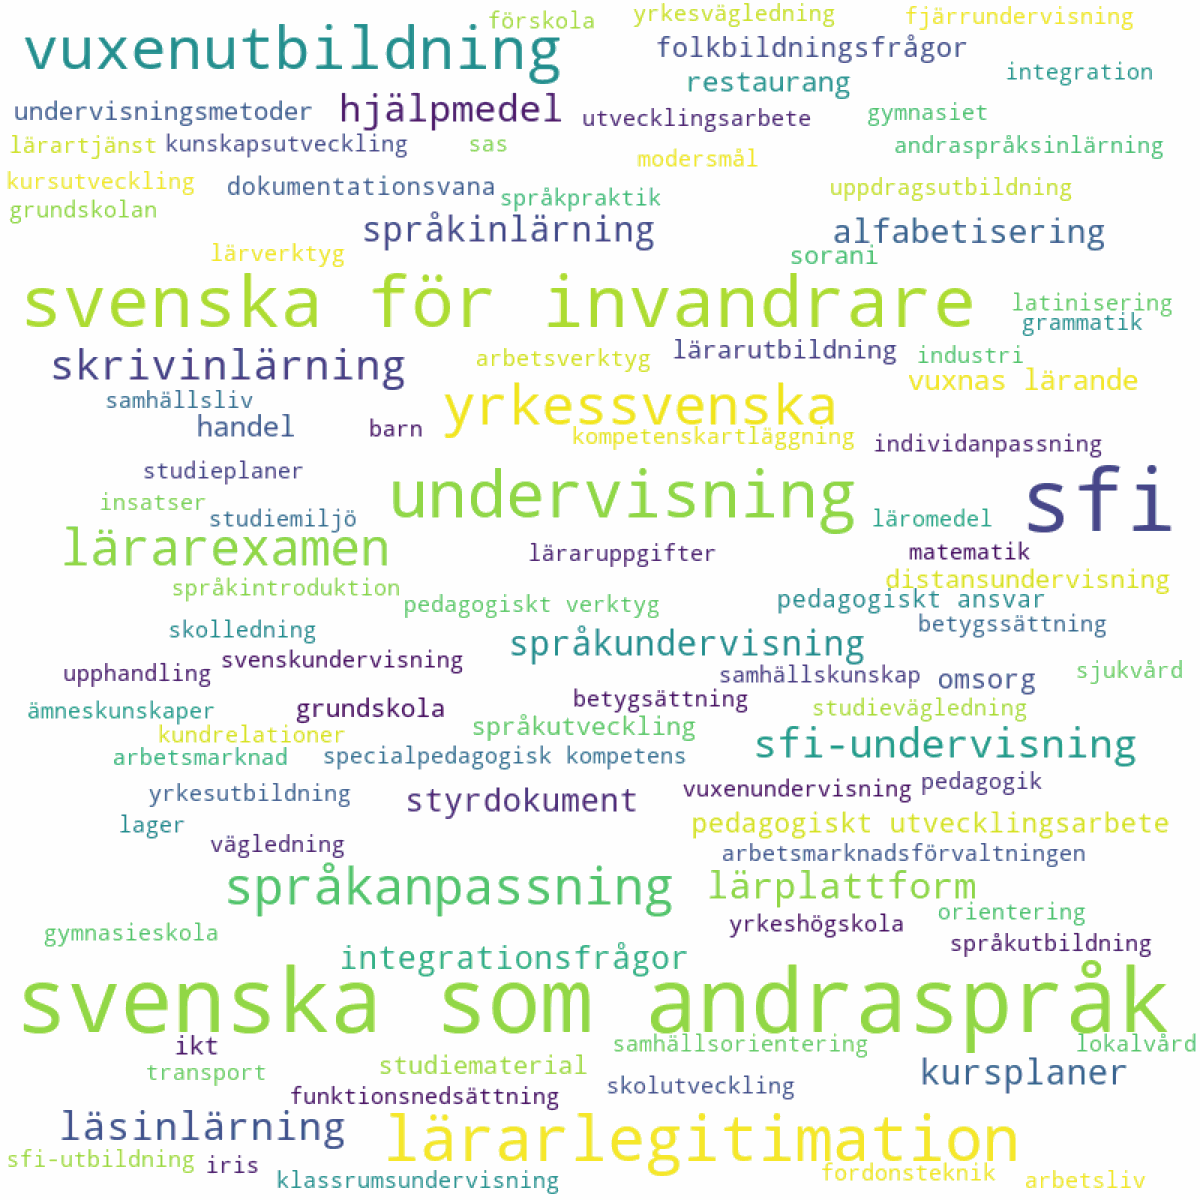 förskola yrkesvägledning fjärrundervisning
vuxenutbildning folkbildningsfrågor
restaurang integration
undervisningsmetoder hjälpmedel utvecklingsarbete gymnasiet
lärartjänst kunskapsutveckling sas modersmål andraspråksinlärning
kursutveckling dokumentationsvana språkpraktik uppdragsutbildning
grundskolan språkinlärning alfabetisering
lärverktyg sorani
svenska för invandrare latinisering
grammatik
skrivinlärning arbetsverktyg lärarutbildning industri
vuxnas lärande
samhällsliv yrkessvenska
handel barn kompetenskartläggning individanpassning
studieplaner
insatser undervisning sfi
studiemiljö läromedel
lärarexamen läraruppgifter matematik
språkintroduktion distansundervisning
pedagogiskt verktyg pedagogiskt ansvar
skolledning språkundervisning betygssättning
upphandling svenskundervisning samhällskunskap omsorg sjukvård
ämneskunskaper grundskola betygsättning studievägledning
kundrelationer språkutveckling
arbetsmarknad specialpedagogisk kompetens sfi-undervisning
yrkesutbildning styrdokument vuxenundervisning pedagogik
lager pedagogiskt utvecklingsarbete
vägledning arbetsmarknadsförvaltningen
språkanpassning lärplattform
yrkeshögskola orientering
gymnasieskola integrationsfrågor språkutbildning
svenska som andraspråk
ikt samhällsorientering lokalvård
transport studiematerial kursplaner
funktionsnedsättning skolutveckling
läsinlärning lärarlegitimation
sfi-utbildning iris
klassrumsundervisning fordonsteknik arbetsliv